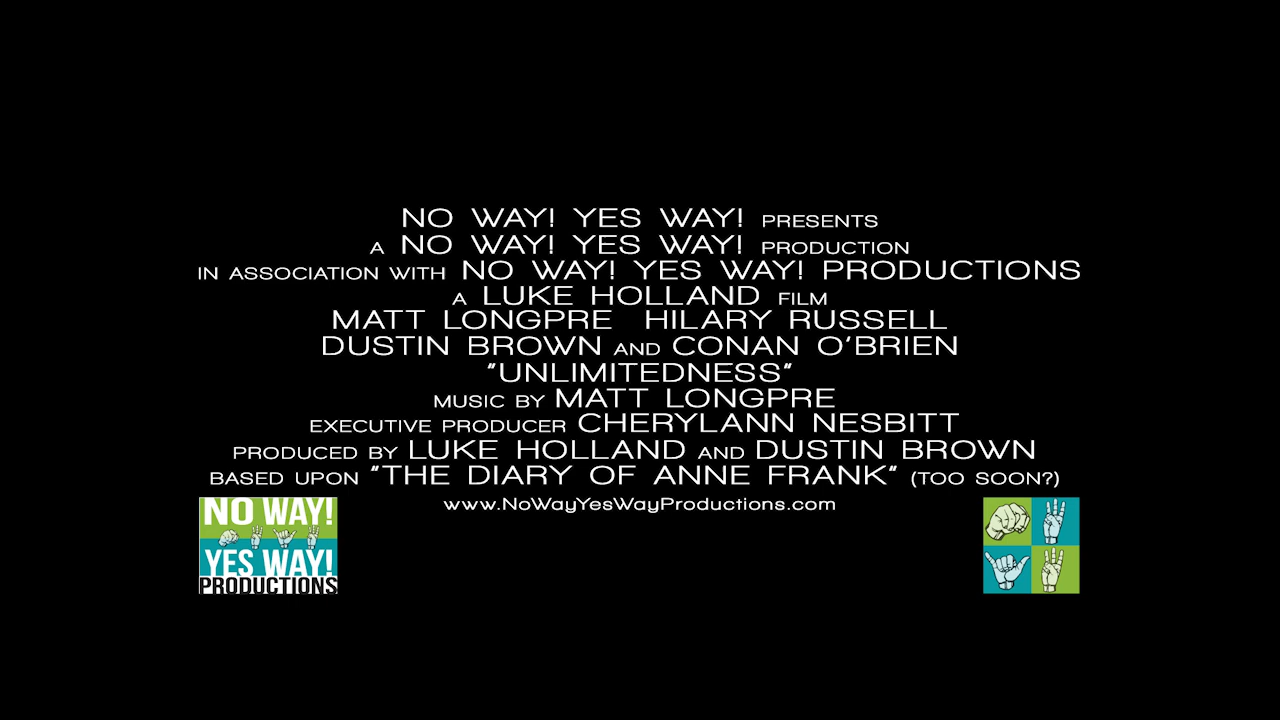 NO WAY! YES WAY! PRESENTS
A NO WAY! YES WAY! PRODUCTION
IN ASSOCIATION WITH NO WAY! YES WAY! PRODUCTIONS
A LUKE HOLLAND FILM
MATT LONGPRE HILARY RUSSELL
DUSTIN BROWN AND CONAN O'BRIEN
"UNLIMITEDNESS"
MUSIC BY MATT LONGPRE
EXECUTIVE PRODUCER CHERYLANN NESBITT
PRODUCED BY LUKE HOLLAND AND DUSTIN BROWN
BASED UPON "THE DIARY OF ANNE FRANK" (TOO SOON?)
www.NoWayYesWayProductions.com
NO WAY!
YES WAY!
PRODUCTIONS